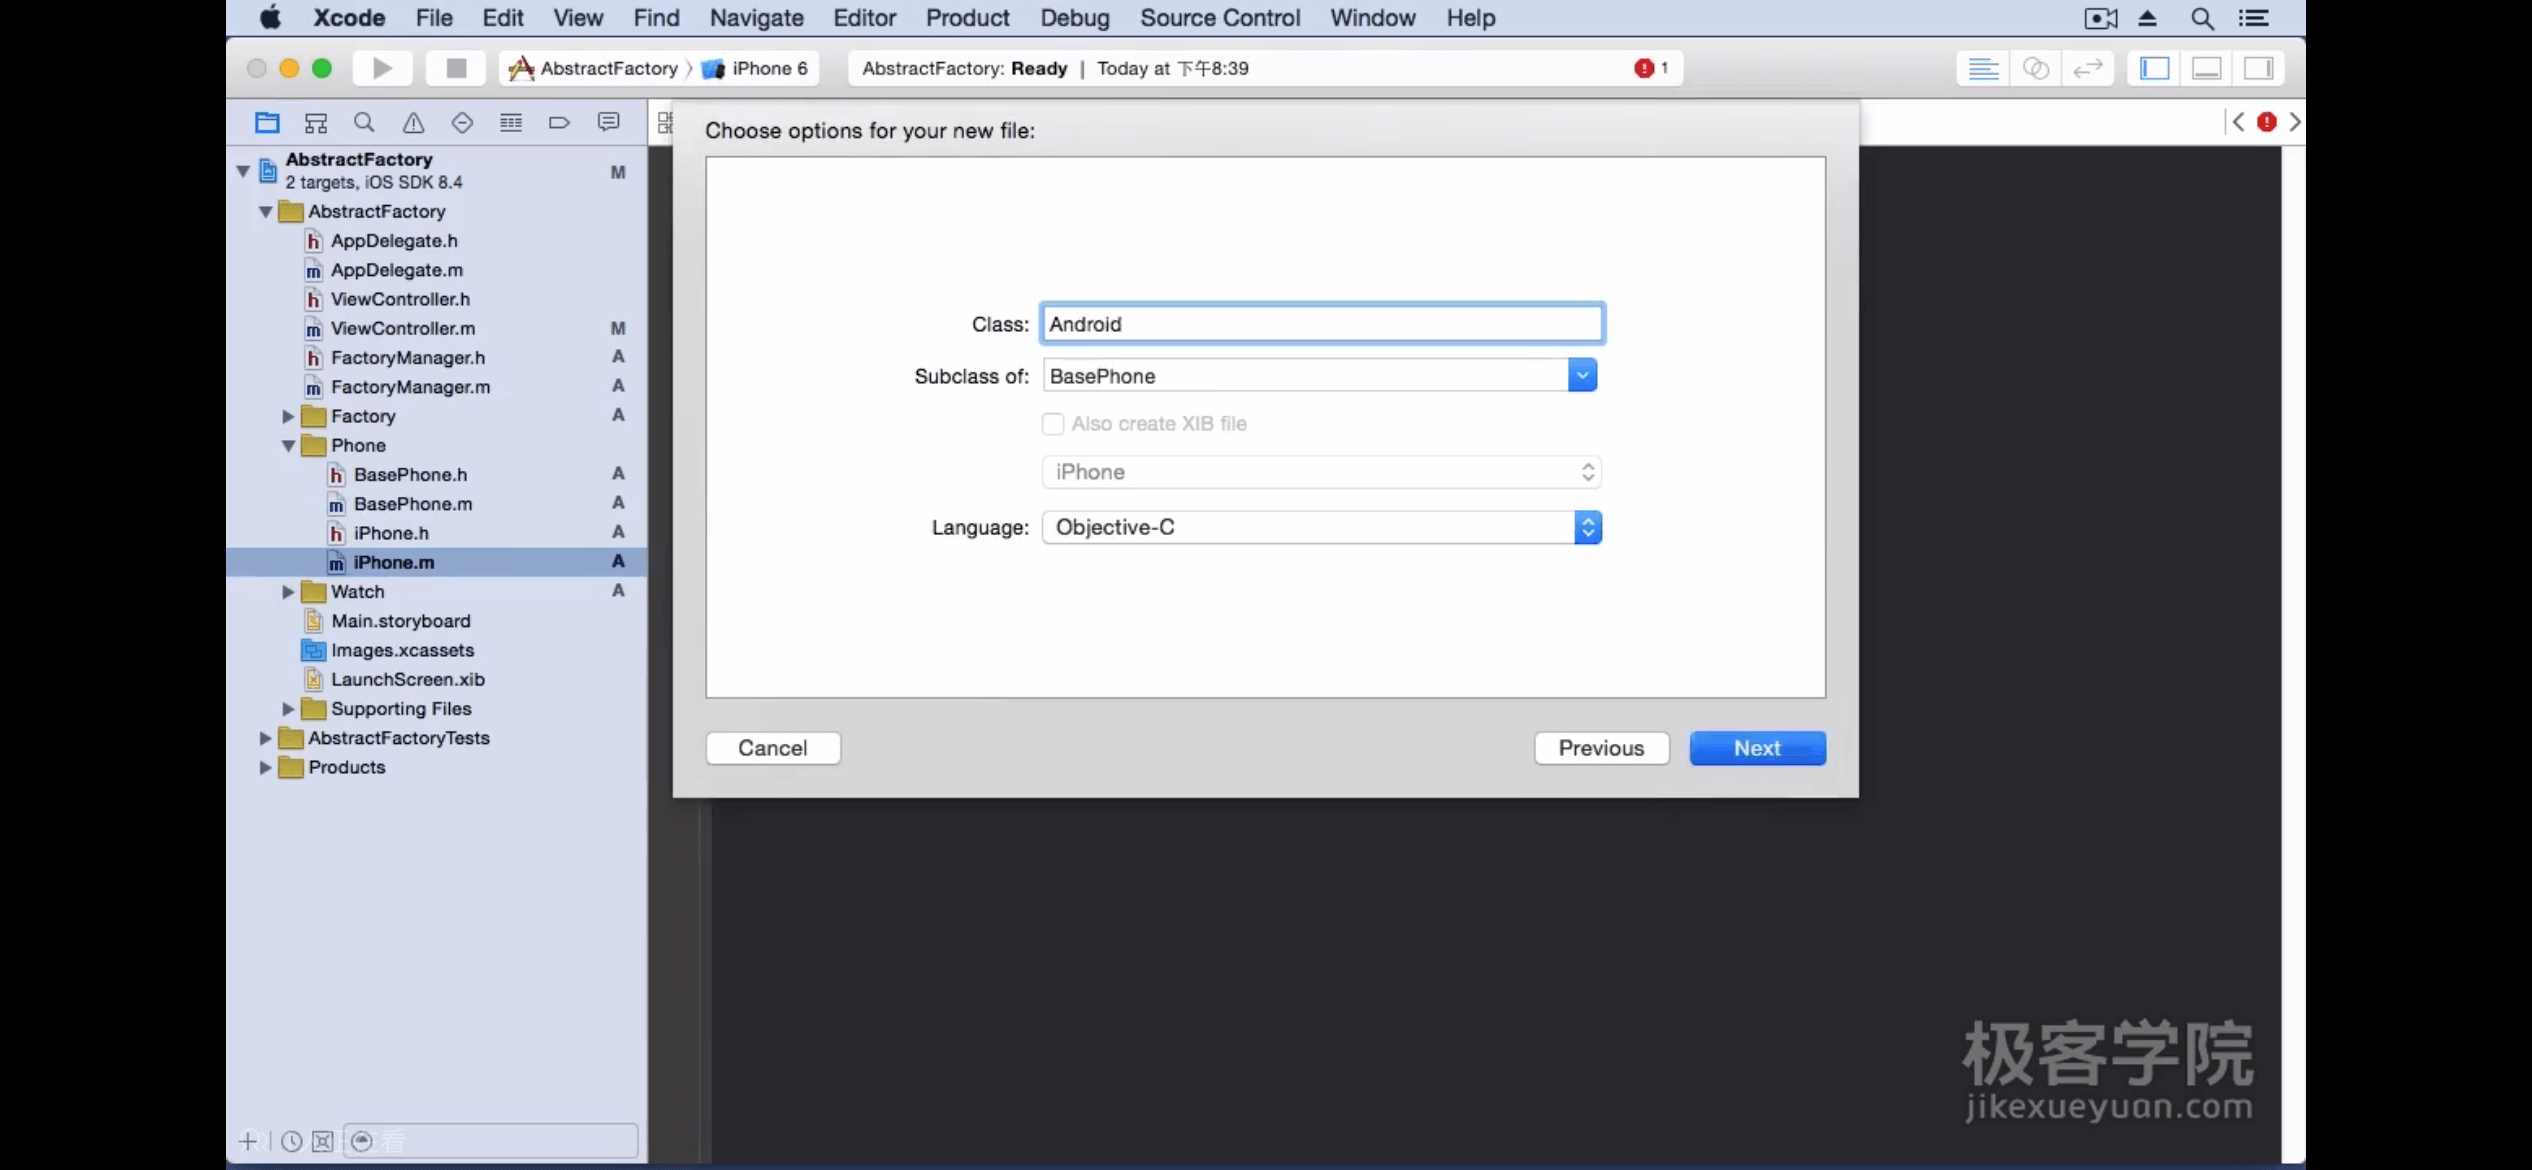 Xcode File Edit View Find Navigate Editor Product Debug Source Control Window Help
AbstractFactory iPhone 6 AbstractFactory: Ready | Today at 下午8:39 1
Choose options for your new file:
AbstractFactory
2 targets, iOS SDK 8.4 M
AbstractFactory
h AppDelegate.h
m AppDelegate.m
h ViewController.h
m ViewController.m M
h FactoryManager.h A
m FactoryManager.m A
Factory A
Phone
h BasePhone.h A
m BasePhone.m A
h iPhone.h A
m iPhone.m A
Watch A
Main.storyboard
Images.xcassets
LaunchScreen.xib
Supporting Files
AbstractFactoryTests
Products
Class: Android
Subclass of: BasePhone
Also create XIB file
iPhone
Language: Objective-C
Cancel Previous Next
极客学院
jikexueyuan.com